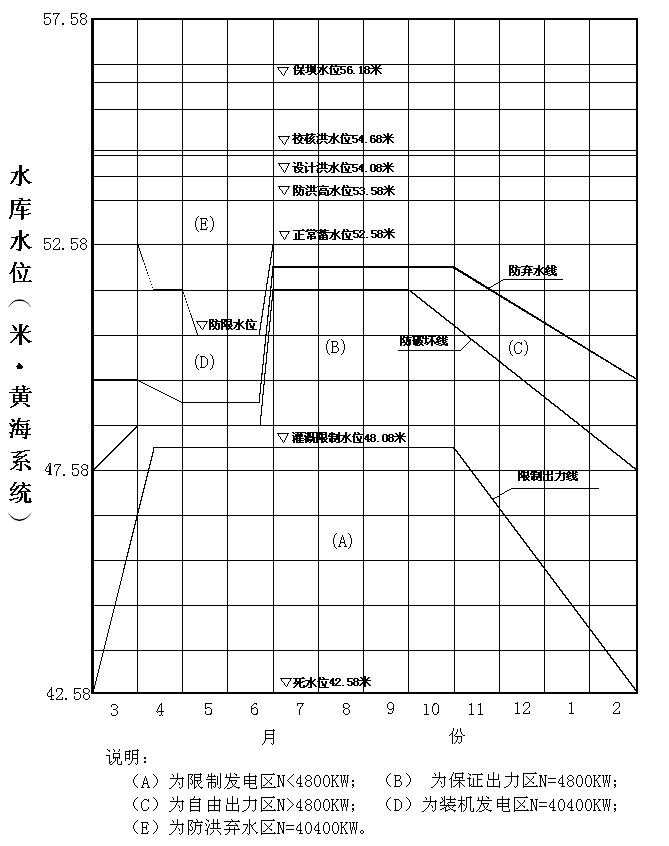 57.58
▽保坝水位56.18米
▽校核洪水位54.68米
▽设计洪水位54.08米
▽防洪高水位53.58米
(E)
52.58
▽正常蓄水位52.58米
防弃水线
▽防限水位
防破坏线
(B)
(C)
(D)
▽灌溉限制水位48.08米
47.58
限制出力线
(A)
▽死水位42.58米
42.58
水库水位(米·黄海系统)
3 4 5 6 7 8 9 10 11 12 1 2
月 份
说明:
(A)为限制发电区N<4800KW; (B) 为保证出力区N=4800KW;
(C)为自由出力区N>4800KW; (D)为装机发电区N=40400KW;
(E)为防洪弃水区N=40400KW。